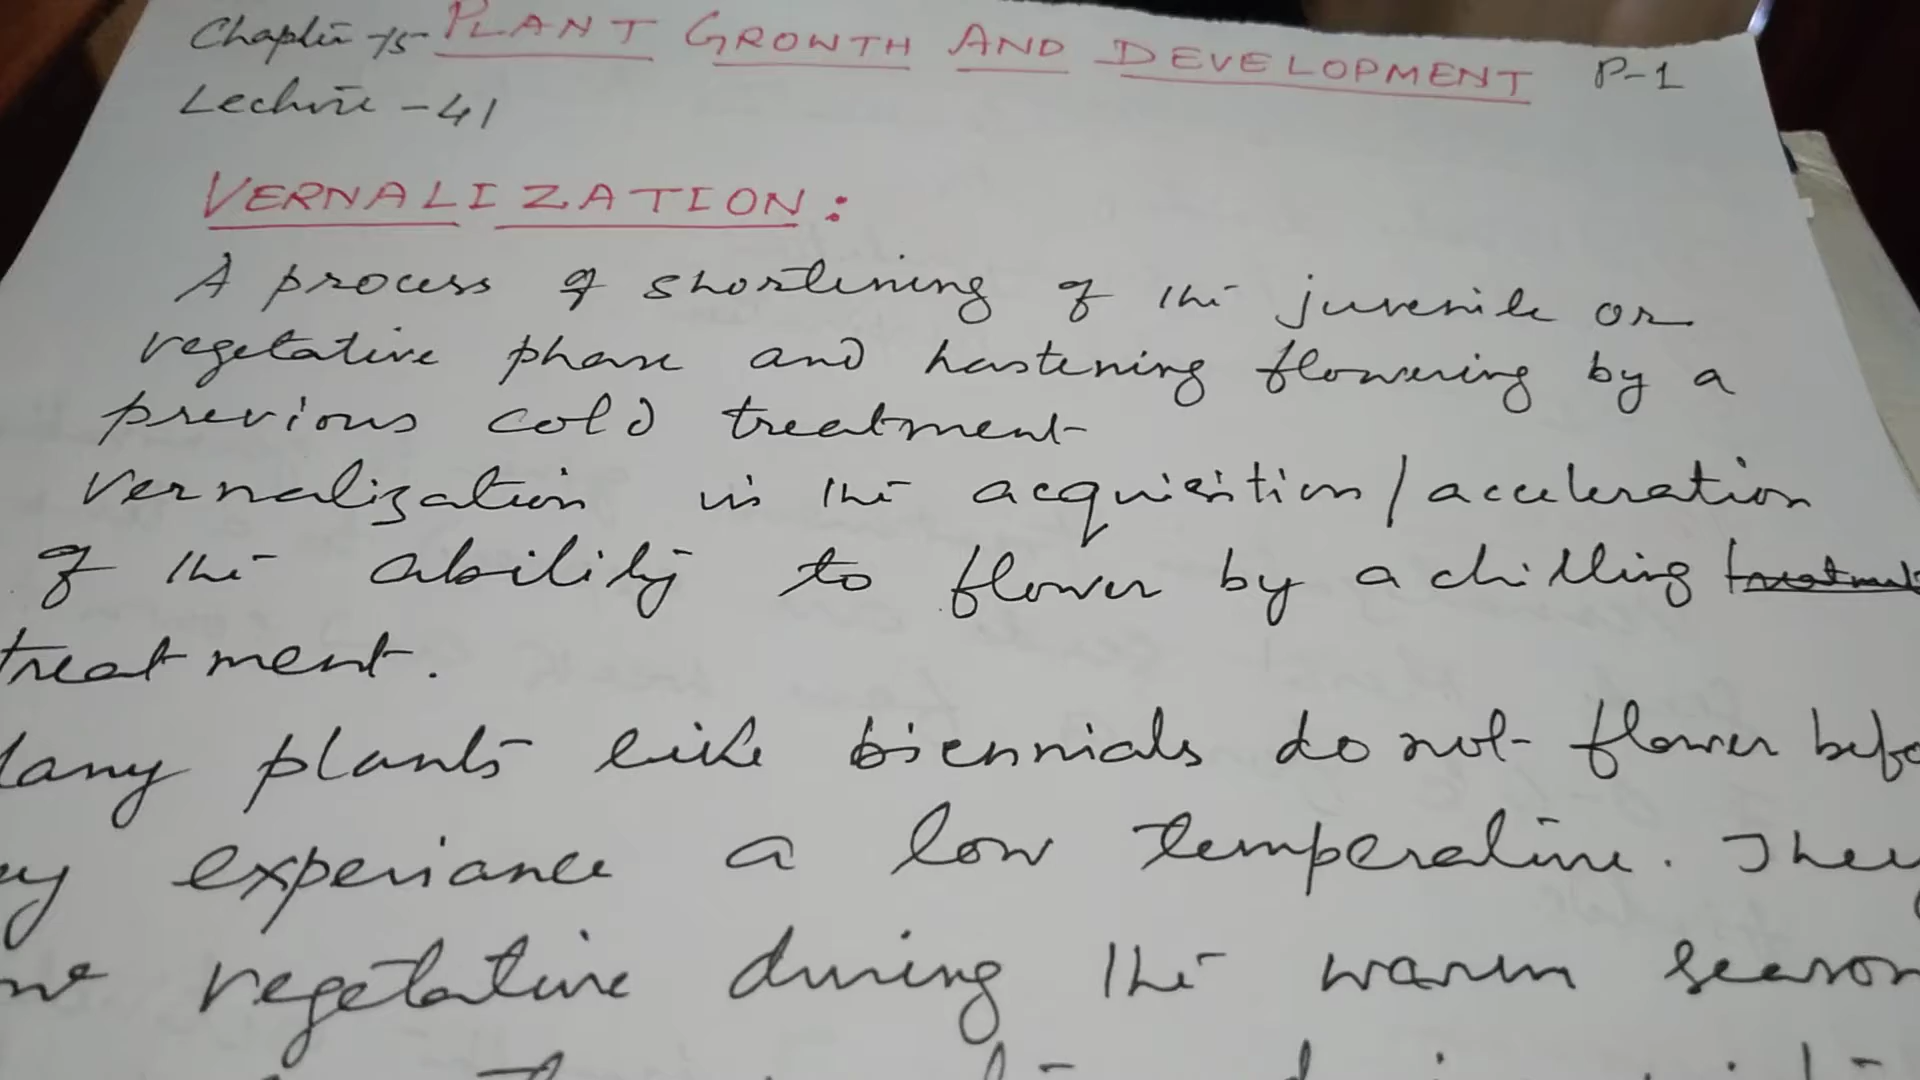 Chapter-15- PLANT GROWTH AND DEVELOPMENT P-1
Lecture -41
VERNALIZATION:
A process of shortening of the juvenile or
vegetative phase and hastening flowering by a
previous cold treatment
vernalization is the acquisition/acceleration
of the ability to flower by a chilling treatment
treatment.
lany plants like biennials do not flower befo
ey experiance a low temperature. They
vegetative during the warm season